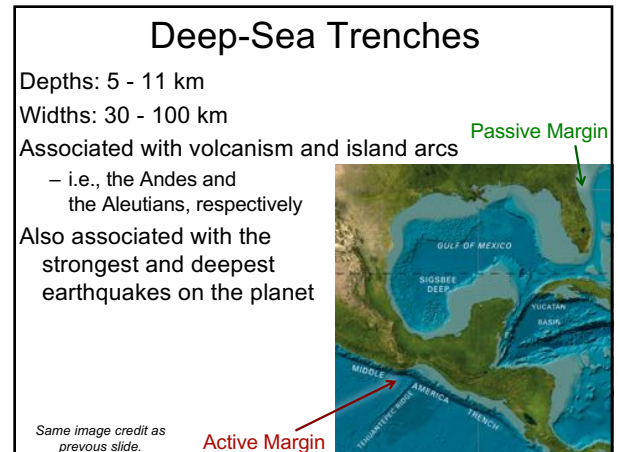 Deep-Sea Trenches
Depths: 5 - 11 km
Widths: 30 - 100 km
Associated with volcanism and island arcs
– i.e., the Andes and
the Aleutians, respectively
Also associated with the
strongest and deepest
earthquakes on the planet
Passive Margin
GULF OF MEXICO
SIGSBEE
DEEP
YUCATAN
BASIN
MIDDLE AMERICA TRENCH
TEHUANTEPEC RIDGE
Same image credit as
prevous slide.
Active Margin